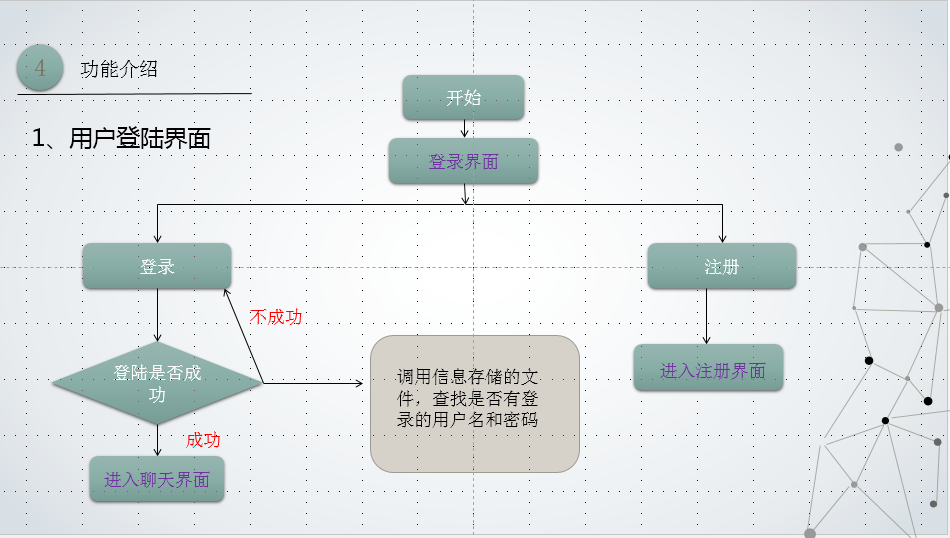 4
功能介绍
1、用户登陆界面
开始
登录界面
登录
注册
不成功
登陆是否成
功
调用信息存储的文
件，查找是否有登
录的用户名和密码
进入注册界面
成功
进入聊天界面